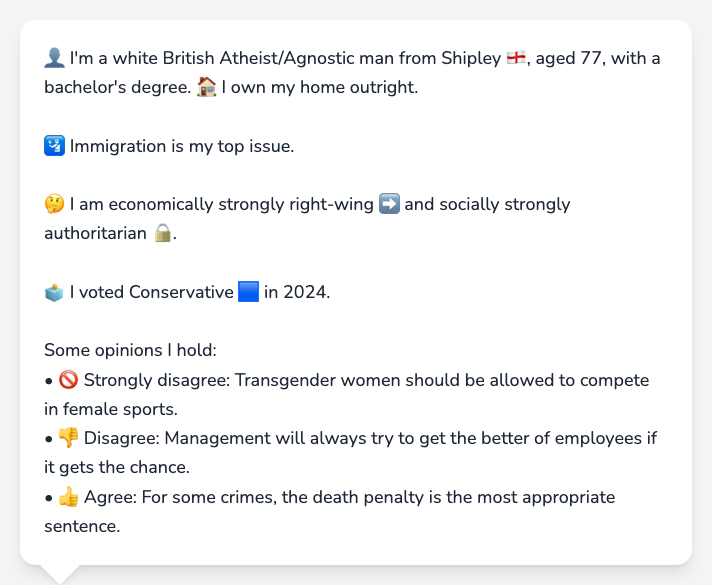 👤 I'm a white British Atheist/Agnostic man from Shipley 🏴󠁧󠁢󠁥󠁮󠁧󠁿, aged 77, with a
bachelor's degree. 🏠 I own my home outright.
🛂 Immigration is my top issue.
🤔 I am economically strongly right-wing ➡️ and socially strongly
authoritarian 🔒.
🗳️ I voted Conservative 🟦 in 2024.
Some opinions I hold:
• 🚫 Strongly disagree: Transgender women should be allowed to compete
in female sports.
• 👎 Disagree: Management will always try to get the better of employees if
it gets the chance.
• 👍 Agree: For some crimes, the death penalty is the most appropriate
sentence.